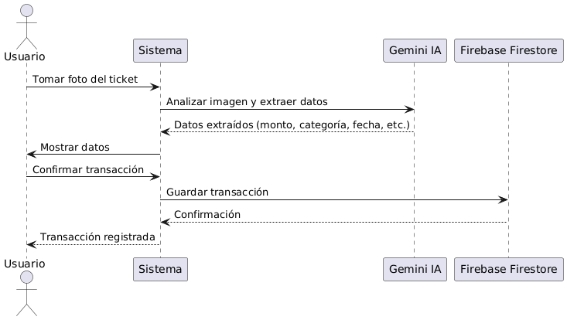 Usuario
Sistema
Gemini IA
Firebase Firestore
Tomar foto del ticket
Analizar imagen y extraer datos
Datos extraídos (monto, categoría, fecha, etc.)
Mostrar datos
Confirmar transacción
Guardar transacción
Confirmación
Transacción registrada
Usuario
Sistema
Gemini IA
Firebase Firestore